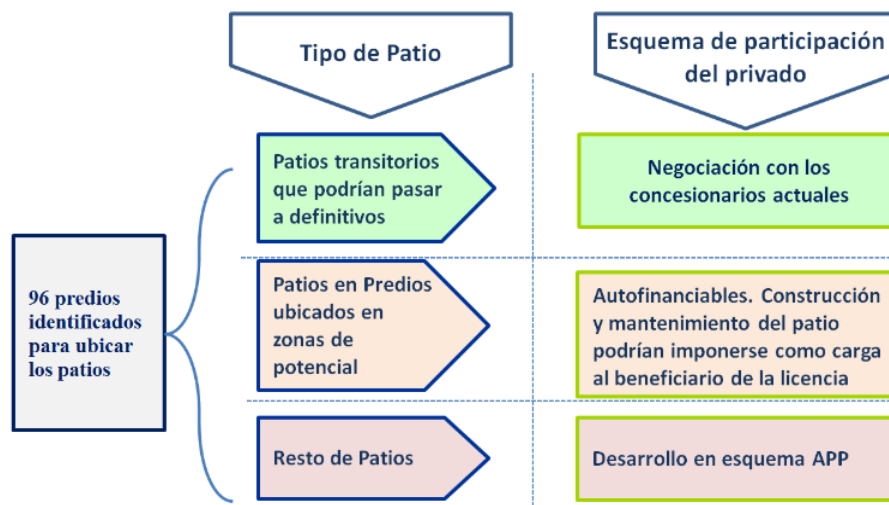 Tipo de Patio
Esquema de participación
del privado
96 predios
identificados
para ubicar
los patios
Patios transitorios
que podrían pasar
a definitivos
Negociación con los
concesionarios actuales
Patios en Predios
ubicados en
zonas de
potencial
Autofinanciables. Construcción
y mantenimiento del patio
podrían imponerse como carga
al beneficiario de la licencia
Resto de Patios
Desarrollo en esquema APP